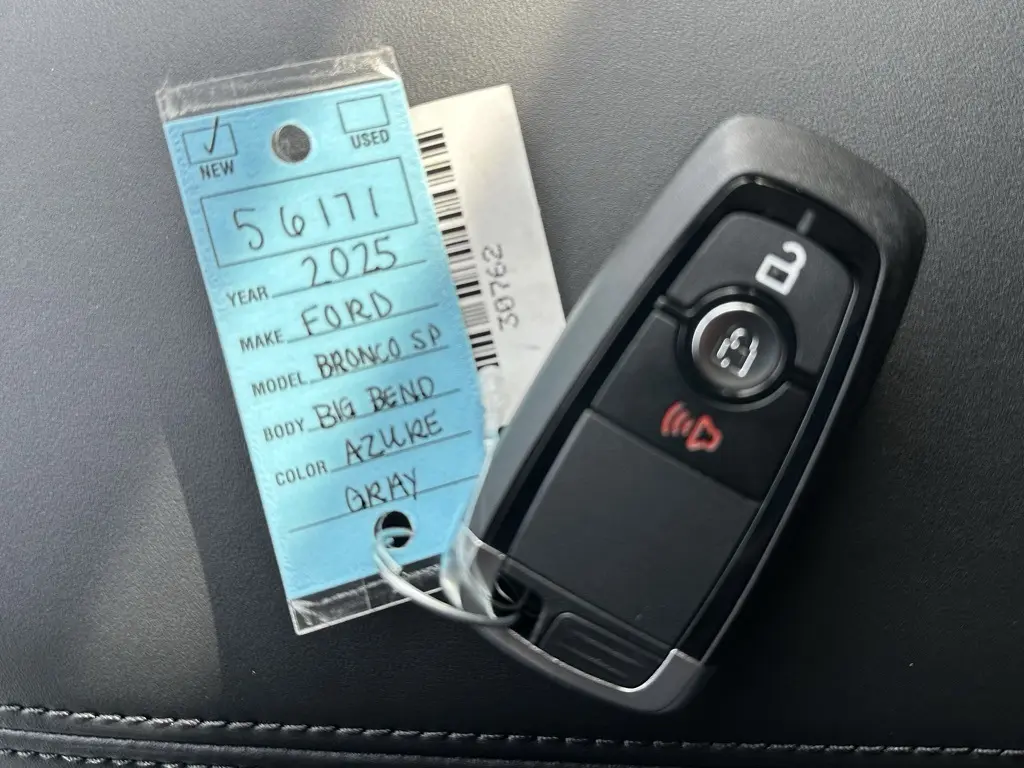 NEW
USED
56171
YEAR 2025
MAKE FORD
MODEL BRONCO SP
BODY BIG BEND
COLOR AZURE
GRAY
30762